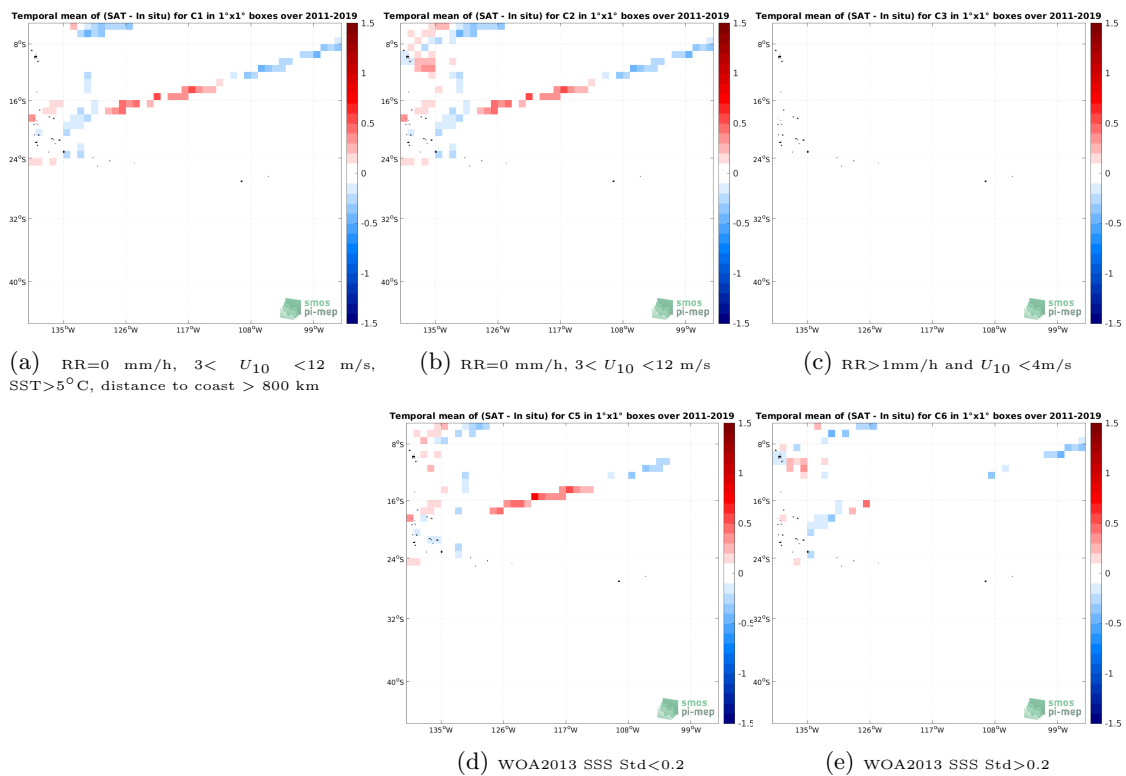 Temporal mean of (SAT - In situ) for C1 in 1°x1° boxes over 2011-2019
8°S
16°S
24°S
32°S
40°S
135°W
126°W
117°W
108°W
99°W
1.5
1
0.5
0
-0.5
-1
-1.5
smos
pi-mep
(a) RR=0 mm/h, 3< U10 <12 m/s,
SST>5°C, distance to coast > 800 km
Temporal mean of (SAT - In situ) for C2 in 1°x1° boxes over 2011-2019
8°S
16°S
24°S
32°S
40°S
135°W
126°W
117°W
108°W
99°W
1.5
1
0.5
0
-0.5
-1
-1.5
smos
pi-mep
(b) RR=0 mm/h, 3< U10 <12 m/s
Temporal mean of (SAT - In situ) for C3 in 1°x1° boxes over 2011-2019
8°S
16°S
24°S
32°S
40°S
135°W
126°W
117°W
108°W
99°W
1.5
1
0.5
0
-0.5
-1
-1.5
smos
pi-mep
(c) RR>1mm/h and U10 <4m/s
Temporal mean of (SAT - In situ) for C5 in 1°x1° boxes over 2011-2019
8°S
16°S
24°S
32°S
40°S
135°W
126°W
117°W
108°W
99°W
1.5
1
0.5
0
-0.5
-1
-1.5
smos
pi-mep
(d) WOA2013 SSS Std<0.2
Temporal mean of (SAT - In situ) for C6 in 1°x1° boxes over 2011-2019
8°S
16°S
24°S
32°S
40°S
135°W
126°W
117°W
108°W
99°W
1.5
1
0.5
0
-0.5
-1
-1.5
smos
pi-mep
(e) WOA2013 SSS Std>0.2